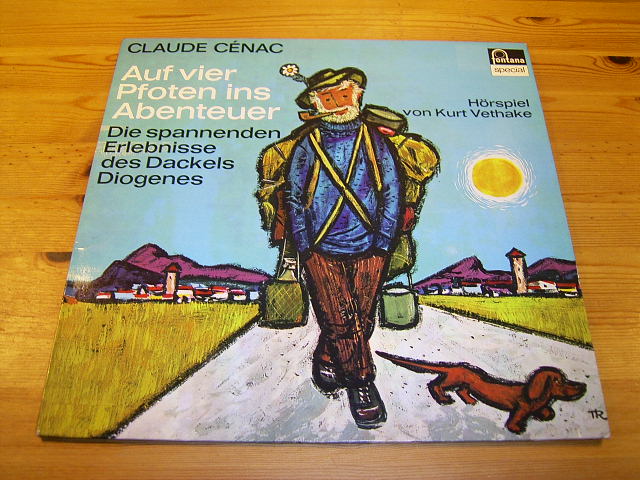 CLAUDE CÉNAC
Auf vier
Pfoten ins
Abenteuer
Die spannenden
Erlebnisse
des Dackels
Diogenes
fontana
special
Hörspiel
von Kurt Vethake
TR